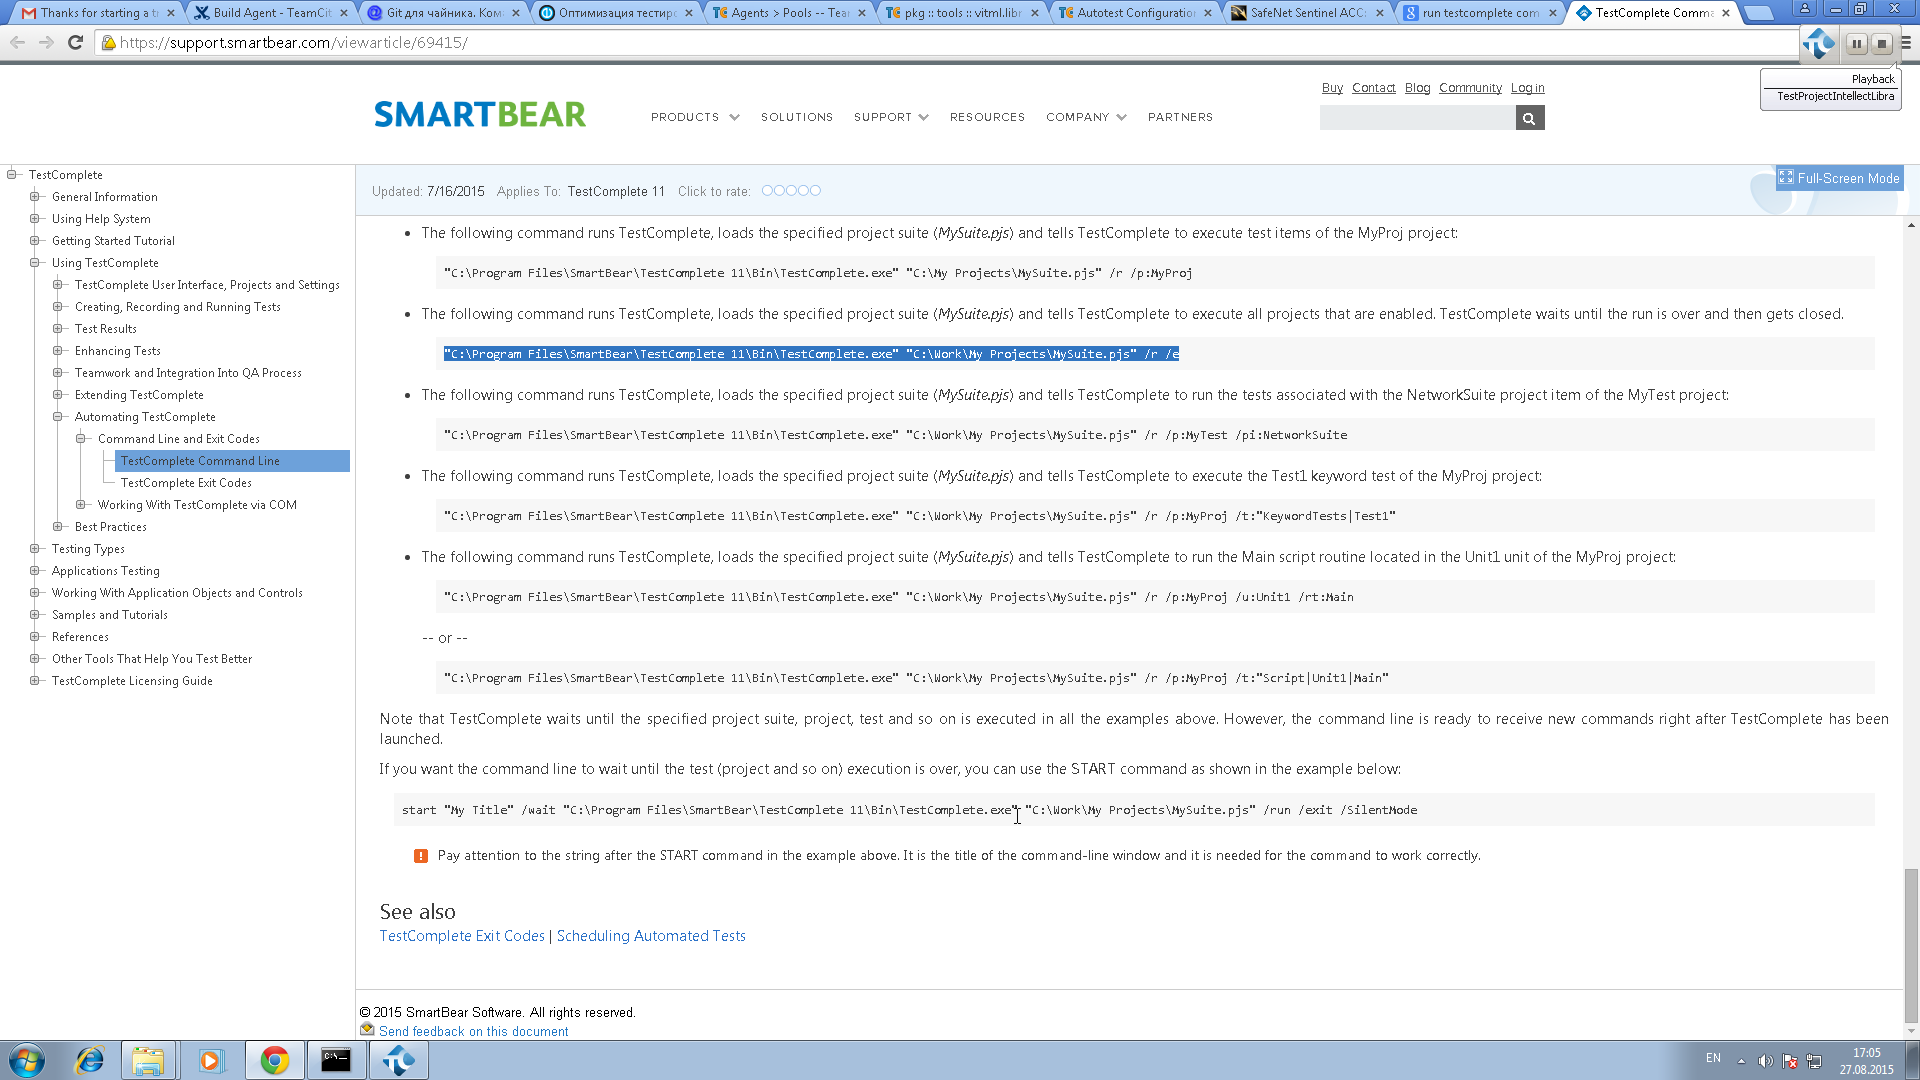 Thanks for starting a t
Build Agent - TeamCit
Git для чайника. Ком
Оптимизация тестирс
Agents > Pools -- Tear
pkg :: tools :: vitml.libr
Autotest Configuration
SafeNet Sentinel ACC:
run testcomplete com
TestComplete Comma
https://support.smartbear.com/viewarticle/69415/
Playback
TestProjectIntellectLibra
Buy Contact Blog Community Log in
SMARTBEAR
PRODUCTS SOLUTIONS SUPPORT RESOURCES COMPANY PARTNERS
TestComplete
General Information
Using Help System
Getting Started Tutorial
Using TestComplete
TestComplete User Interface, Projects and Settings
Creating, Recording and Running Tests
Test Results
Enhancing Tests
Teamwork and Integration Into QA Process
Extending TestComplete
Automating TestComplete
Command Line and Exit Codes
TestComplete Command Line
TestComplete Exit Codes
Working With TestComplete via COM
Best Practices
Testing Types
Applications Testing
Working With Application Objects and Controls
Samples and Tutorials
References
Other Tools That Help You Test Better
TestComplete Licensing Guide
Updated: 7/16/2015 Applies To: TestComplete 11 Click to rate:
Full-Screen Mode
The following command runs TestComplete, loads the specified project suite (MySuite.pjs) and tells TestComplete to execute test items of the MyProj project:
"C:\Program Files\SmartBear\TestComplete 11\Bin\TestComplete.exe" "C:\My Projects\MySuite.pjs" /r /p:MyProj
The following command runs TestComplete, loads the specified project suite (MySuite.pjs) and tells TestComplete to execute all projects that are enabled. TestComplete waits until the run is over and then gets closed.
"C:\Program Files\SmartBear\TestComplete 11\Bin\TestComplete.exe" "C:\Work\My Projects\MySuite.pjs" /r /e
The following command runs TestComplete, loads the specified project suite (MySuite.pjs) and tells TestComplete to run the tests associated with the NetworkSuite project item of the MyTest project:
"C:\Program Files\SmartBear\TestComplete 11\Bin\TestComplete.exe" "C:\Work\My Projects\MySuite.pjs" /r /p:MyTest /pi:NetworkSuite
The following command runs TestComplete, loads the specified project suite (MySuite.pjs) and tells TestComplete to execute the Test1 keyword test of the MyProj project:
"C:\Program Files\SmartBear\TestComplete 11\Bin\TestComplete.exe" "C:\Work\My Projects\MySuite.pjs" /r /p:MyProj /t:"KeywordTests|Test1"
The following command runs TestComplete, loads the specified project suite (MySuite.pjs) and tells TestComplete to run the Main script routine located in the Unit1 unit of the MyProj project:
"C:\Program Files\SmartBear\TestComplete 11\Bin\TestComplete.exe" "C:\Work\My Projects\MySuite.pjs" /r /p:MyProj /u:Unit1 /rt:Main
-- or --
"C:\Program Files\SmartBear\TestComplete 11\Bin\TestComplete.exe" "C:\Work\My Projects\MySuite.pjs" /r /p:MyProj /t:"Script|Unit1|Main"
Note that TestComplete waits until the specified project suite, project, test and so on is executed in all the examples above. However, the command line is ready to receive new commands right after TestComplete has been
launched.
If you want the command line to wait until the test (project and so on) execution is over, you can use the START command as shown in the example below:
start "My Title" /wait "C:\Program Files\SmartBear\TestComplete 11\Bin\TestComplete.exe" "C:\Work\My Projects\MySuite.pjs" /run /exit /SilentMode
Pay attention to the string after the START command in the example above. It is the title of the command-line window and it is needed for the command to work correctly.
See also
TestComplete Exit Codes | Scheduling Automated Tests
© 2015 SmartBear Software. All rights reserved.
Send feedback on this document
EN
17:05
27.08.2015